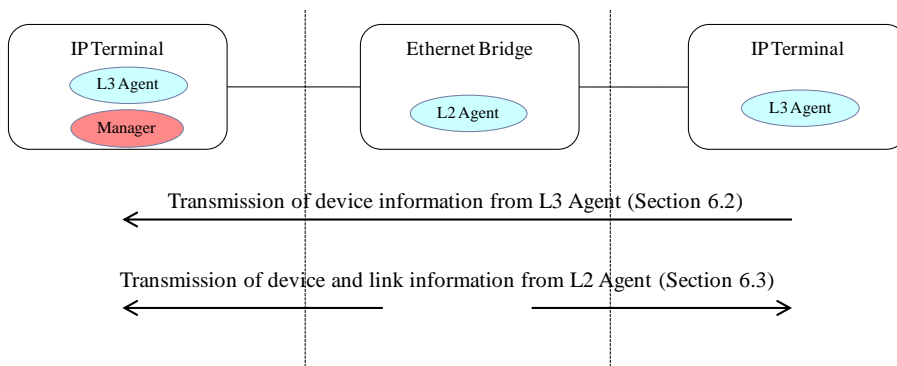 IP Terminal
L3 Agent
Manager
Ethernet Bridge
L2 Agent
IP Terminal
L3 Agent
Transmission of device information from L3 Agent (Section 6.2)
Transmission of device and link information from L2 Agent (Section 6.3)